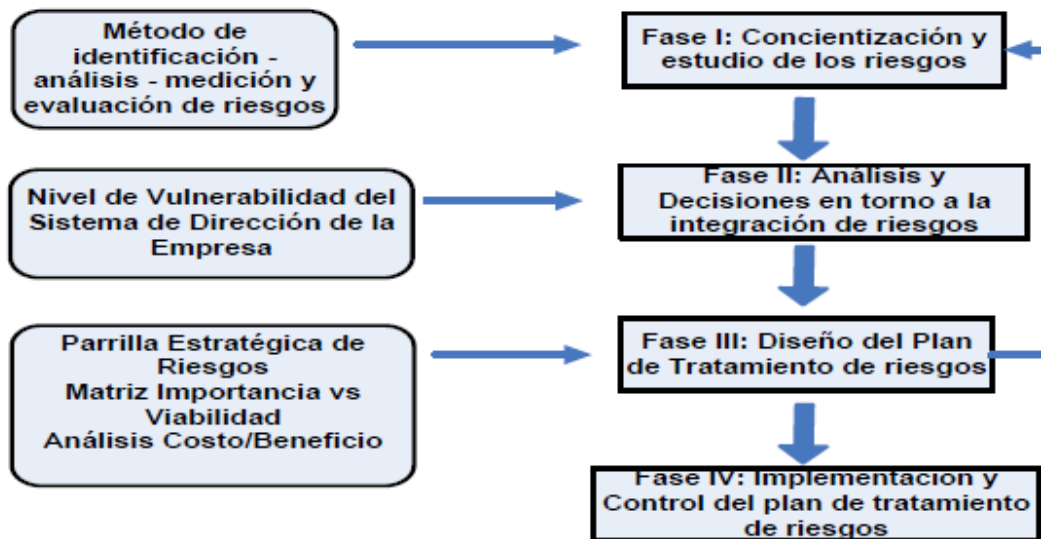 Método de
identificación -
análisis - medición y
evaluación de riesgos
Fase I: Concientización y
estudio de los riesgos
Nivel de Vulnerabilidad del
Sistema de Dirección de la
Empresa
Fase II: Análisis y
Decisiones en torno a la
integración de riesgos
Parrilla Estratégica de
Riesgos
Matriz Importancia vs
Viabilidad
Análisis Costo/Beneficio
Fase III: Diseño del Plan
de Tratamiento de riesgos
Fase IV: Implementación y
Control del plan de tratamiento
de riesgos